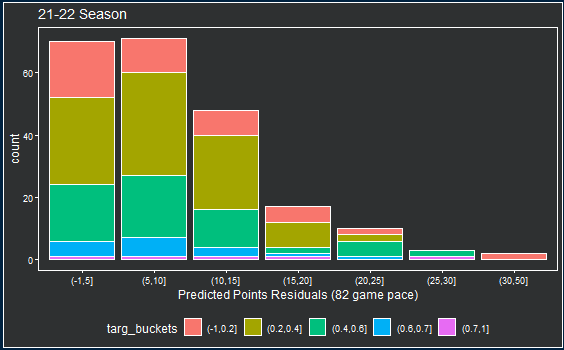 21-22 Season
count
60
40
20
0
(-1,5] (5,10] (10,15] (15,20] (20,25] (25,30] (30,50]
Predicted Points Residuals (82 game pace)
targ_buckets (-1,0.2] (0.2,0.4] (0.4,0.6] (0.6,0.7] (0.7,1]